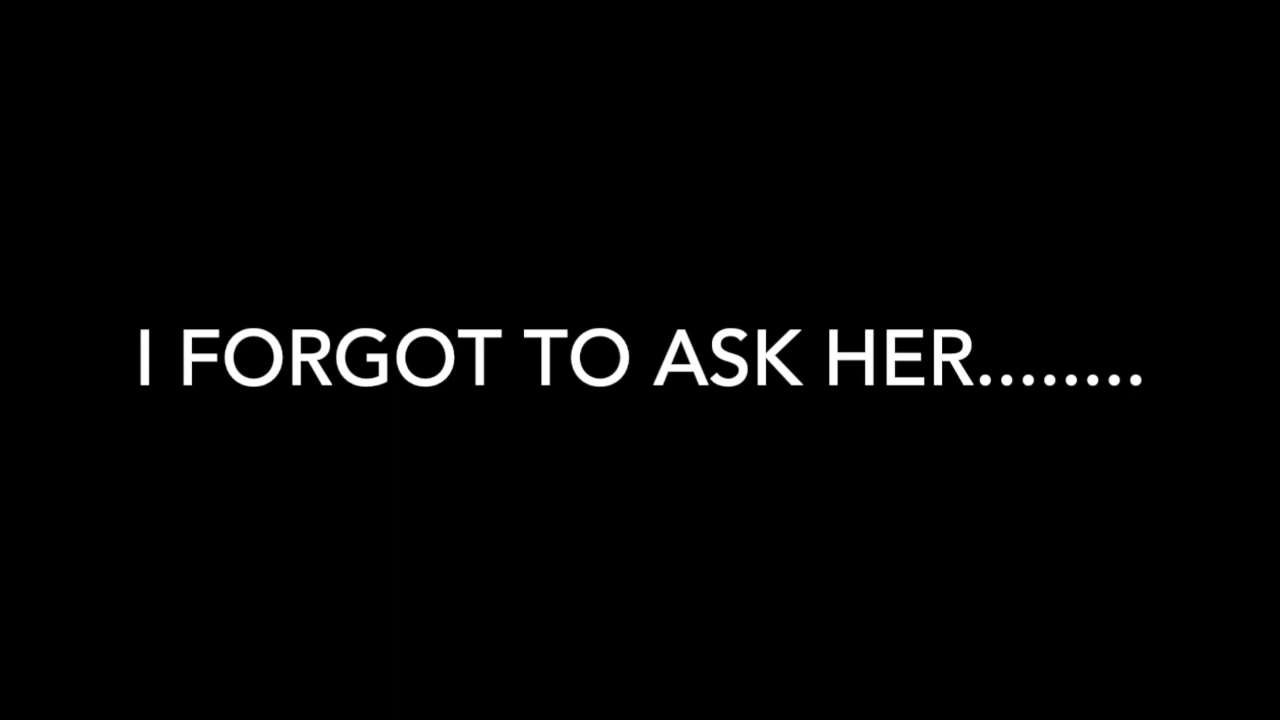 I FORGOT TO ASK HER........